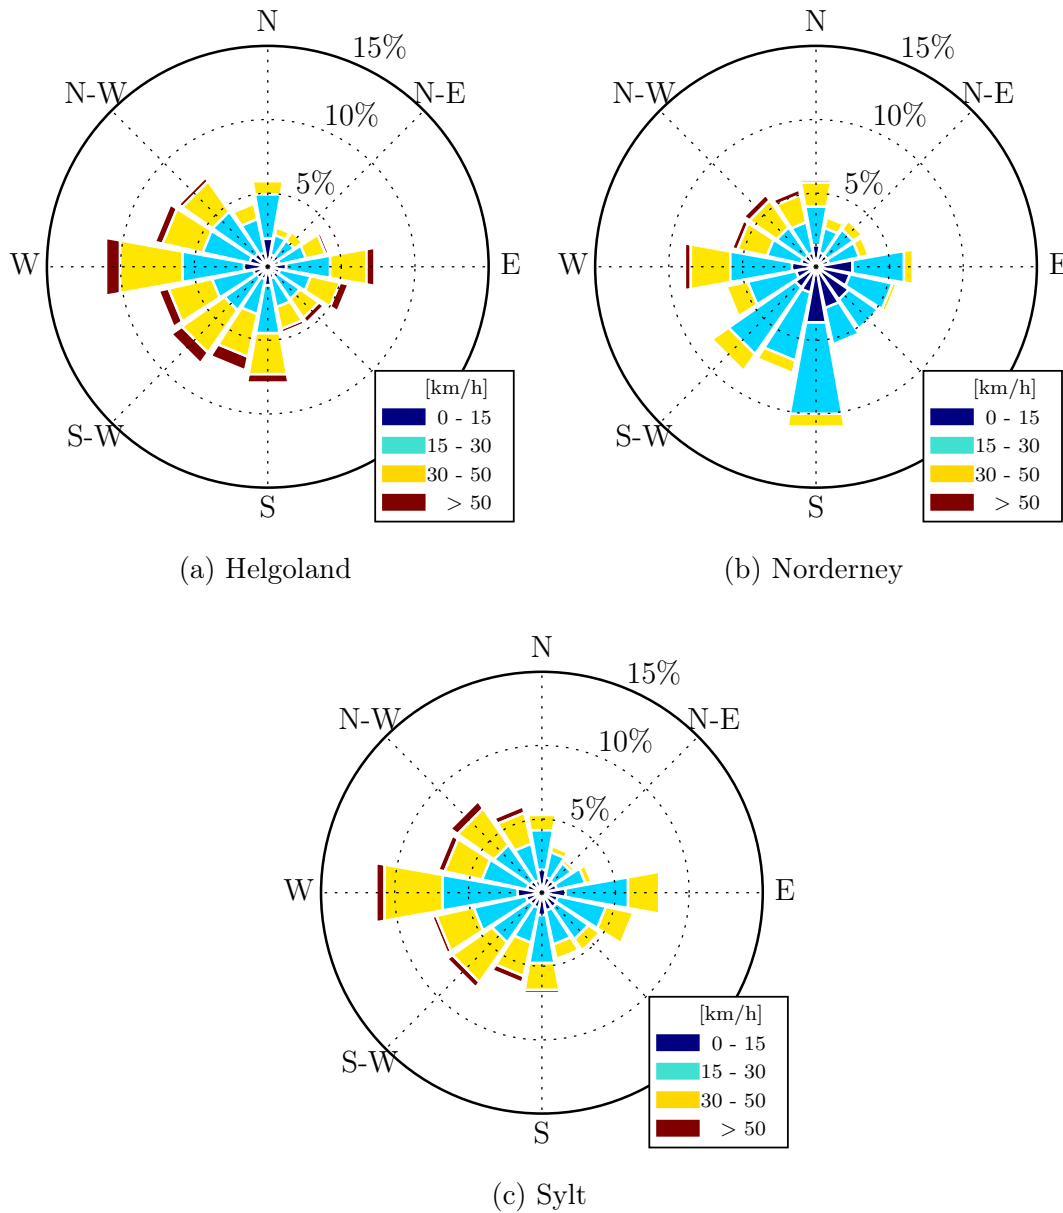 N
15%
N-W
N-E
10%
5%
W
E
S-W
S
[km/h]
0 - 15
15 - 30
30 - 50
> 50
(a) Helgoland
N
15%
N-W
N-E
10%
5%
W
E
S-W
S
[km/h]
0 - 15
15 - 30
30 - 50
> 50
(b) Norderney
N
15%
N-W
N-E
10%
5%
W
E
S-W
S
[km/h]
0 - 15
15 - 30
30 - 50
> 50
(c) Sylt